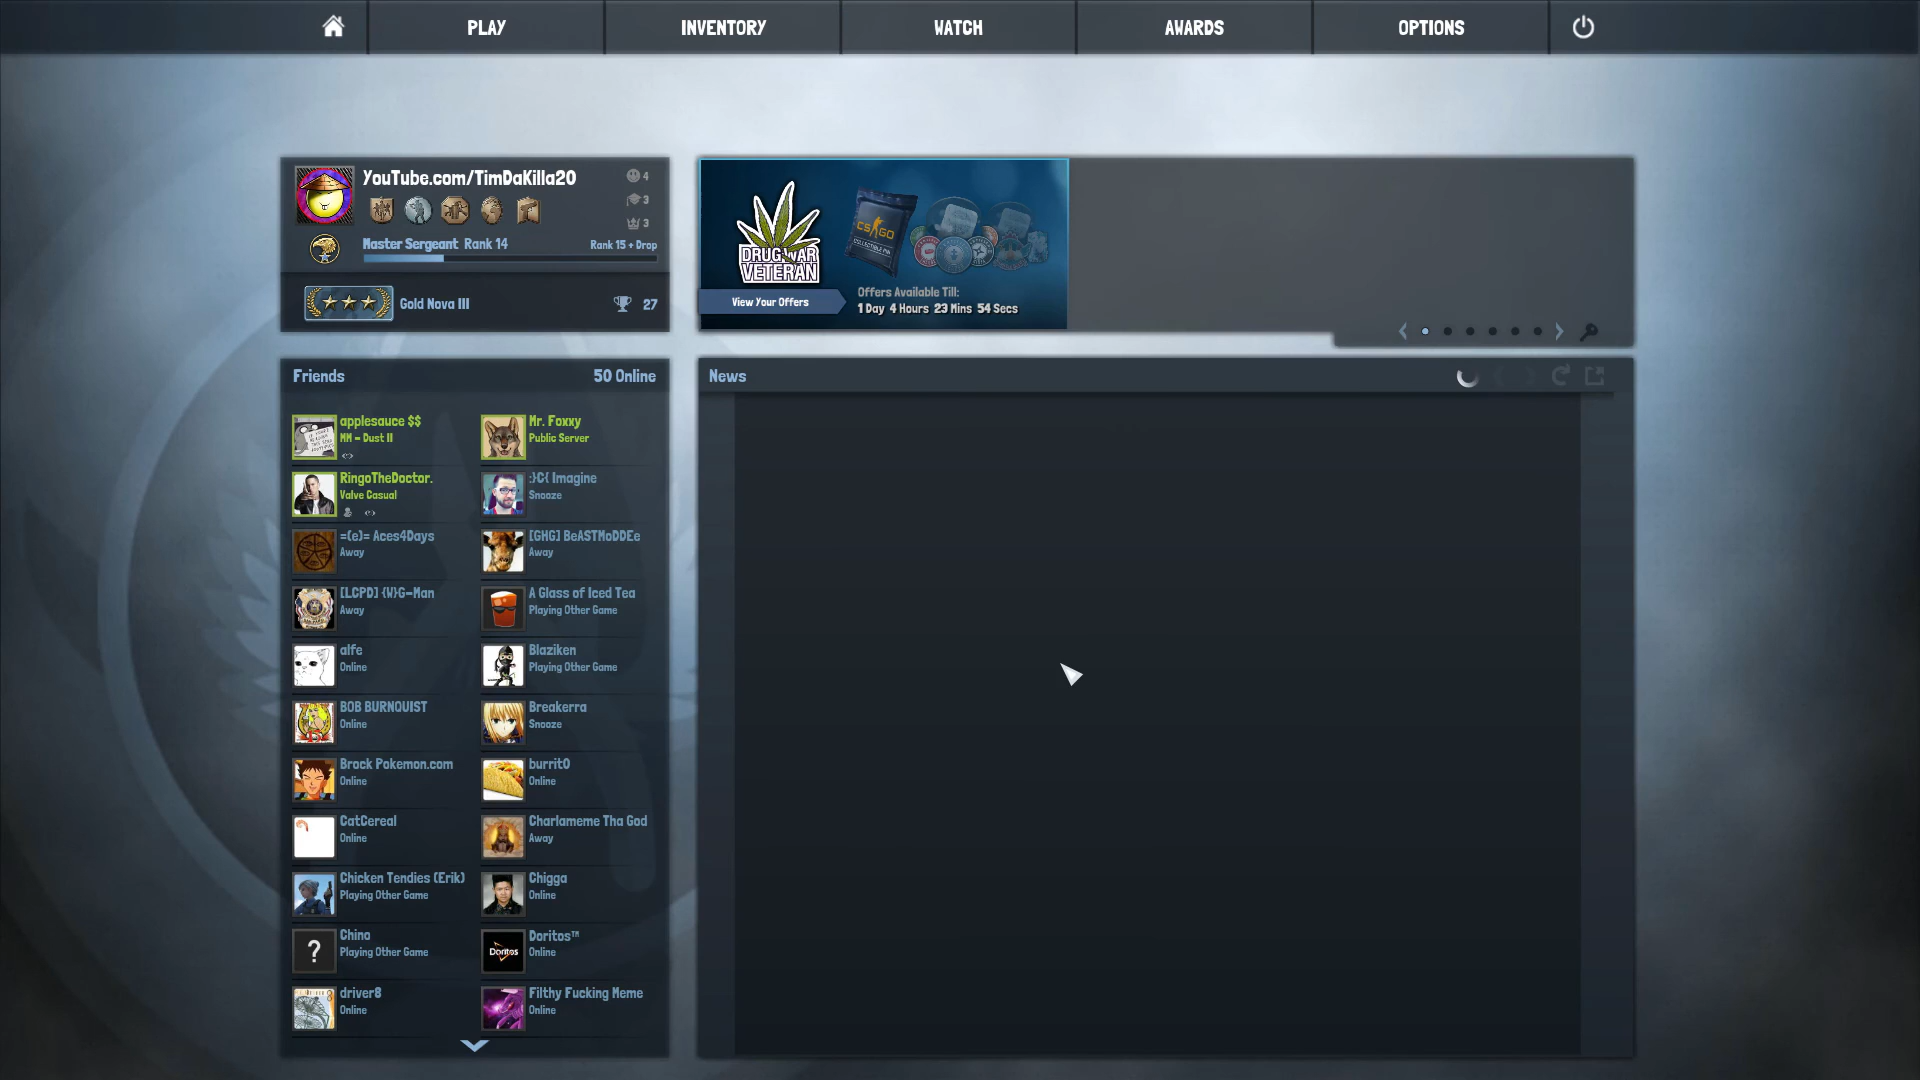 PLAY
INVENTORY
WATCH
AWARDS
OPTIONS
YouTube.com/TimDaKilla20
4
3
3
Master Sergeant Rank 14
Rank 15 + Drop
Gold Nova III
27
DRUG WAR
VETERAN
CS GO
View Your Offers
Offers Available Till:
1 Day 4 Hours 23 Mins 54 Secs
Friends
50 Online
applesauce $$
MM - Dust II
Mr. Foxxy
Public Server
RingoTheDoctor.
Valve Casual
:}C{ Imagine
Snooze
=(e)= Aces4Days
Away
[GHG] BeASTMoDDEe
Away
[LCPD] {W}G-Man
Away
A Glass of Iced Tea
Playing Other Game
alfe
Online
Blaziken
Playing Other Game
BOB BURNQUIST
Online
Breakerra
Snooze
Brock Pokemon.com
Online
burrit0
Online
CatCereal
Online
Charlameme Tha God
Away
Chicken Tendies (Erik)
Playing Other Game
Chigga
Online
?
Chino
Playing Other Game
Doritos
Doritos™
Online
driver8
Online
Filthy Fucking Meme
Online
News